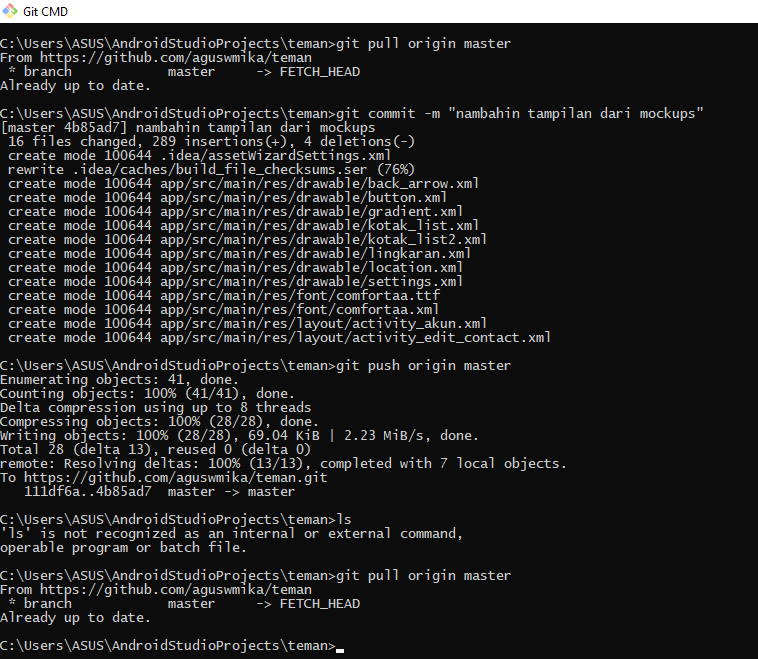 Git CMD
C:\Users\ASUS\AndroidStudioProjects\teman>git pull origin master
From https://github.com/aguswmika/teman
 * branch            master     -> FETCH_HEAD
Already up to date.
C:\Users\ASUS\AndroidStudioProjects\teman>git commit -m "nambahin tampilan dari mockups"
[master 4b85ad7] nambahin tampilan dari mockups
 16 files changed, 289 insertions(+), 4 deletions(-)
 create mode 100644 .idea/assetWizardSettings.xml
 rewrite .idea/caches/build_file_checksums.ser (76%)
 create mode 100644 app/src/main/res/drawable/back_arrow.xml
 create mode 100644 app/src/main/res/drawable/button.xml
 create mode 100644 app/src/main/res/drawable/gradient.xml
 create mode 100644 app/src/main/res/drawable/kotak_list.xml
 create mode 100644 app/src/main/res/drawable/kotak_list2.xml
 create mode 100644 app/src/main/res/drawable/lingkaran.xml
 create mode 100644 app/src/main/res/drawable/location.xml
 create mode 100644 app/src/main/res/drawable/settings.xml
 create mode 100644 app/src/main/res/font/comfortaa.ttf
 create mode 100644 app/src/main/res/font/comfortaa.xml
 create mode 100644 app/src/main/res/layout/activity_akun.xml
 create mode 100644 app/src/main/res/layout/activity_edit_contact.xml
C:\Users\ASUS\AndroidStudioProjects\teman>git push origin master
Enumerating objects: 41, done.
Counting objects: 100% (41/41), done.
Delta compression using up to 8 threads
Compressing objects: 100% (28/28), done.
Writing objects: 100% (28/28), 69.04 KiB | 2.23 MiB/s, done.
Total 28 (delta 13), reused 0 (delta 0)
remote: Resolving deltas: 100% (13/13), completed with 7 local objects.
To https://github.com/aguswmika/teman.git
   111df6a..4b85ad7  master -> master
C:\Users\ASUS\AndroidStudioProjects\teman>ls
'ls' is not recognized as an internal or external command,
operable program or batch file.
C:\Users\ASUS\AndroidStudioProjects\teman>git pull origin master
From https://github.com/aguswmika/teman
 * branch            master     -> FETCH_HEAD
Already up to date.
C:\Users\ASUS\AndroidStudioProjects\teman>